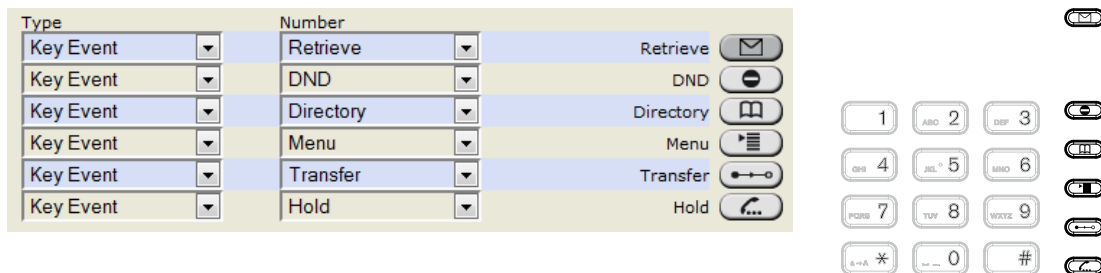 Type Number
Key Event Retrieve Retrieve
Key Event DND DND
Key Event Directory Directory
Key Event Menu Menu
Key Event Transfer Transfer
Key Event Hold Hold
1 ABC 2 DEF 3
GHI 4 JKL 5 MNO 6
PQRS 7 TUV 8 WXYZ 9
a→A * 0 #